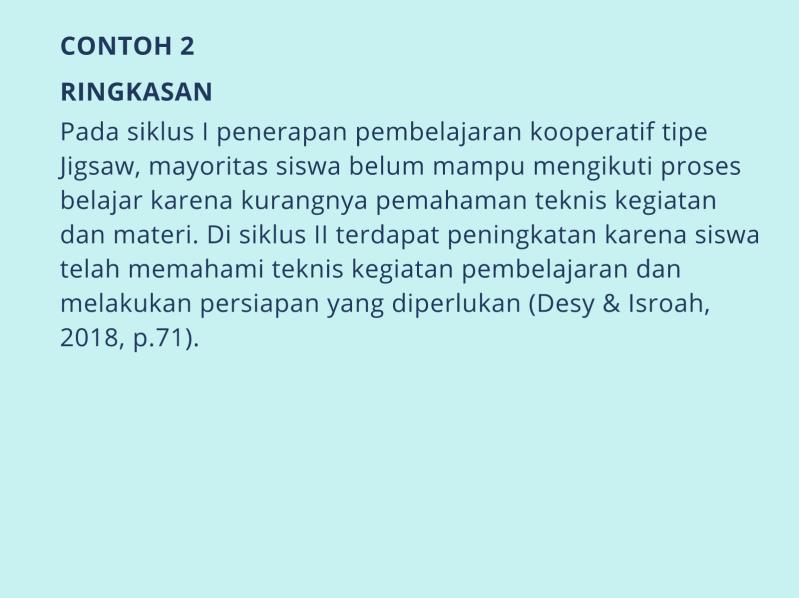 CONTOH 2
RINGKASAN
Pada siklus I penerapan pembelajaran kooperatif tipe
Jigsaw, mayoritas siswa belum mampu mengikuti proses
belajar karena kurangnya pemahaman teknis kegiatan
dan materi. Di siklus II terdapat peningkatan karena siswa
telah memahami teknis kegiatan pembelajaran dan
melakukan persiapan yang diperlukan (Desy & Isroah,
2018, p.71).